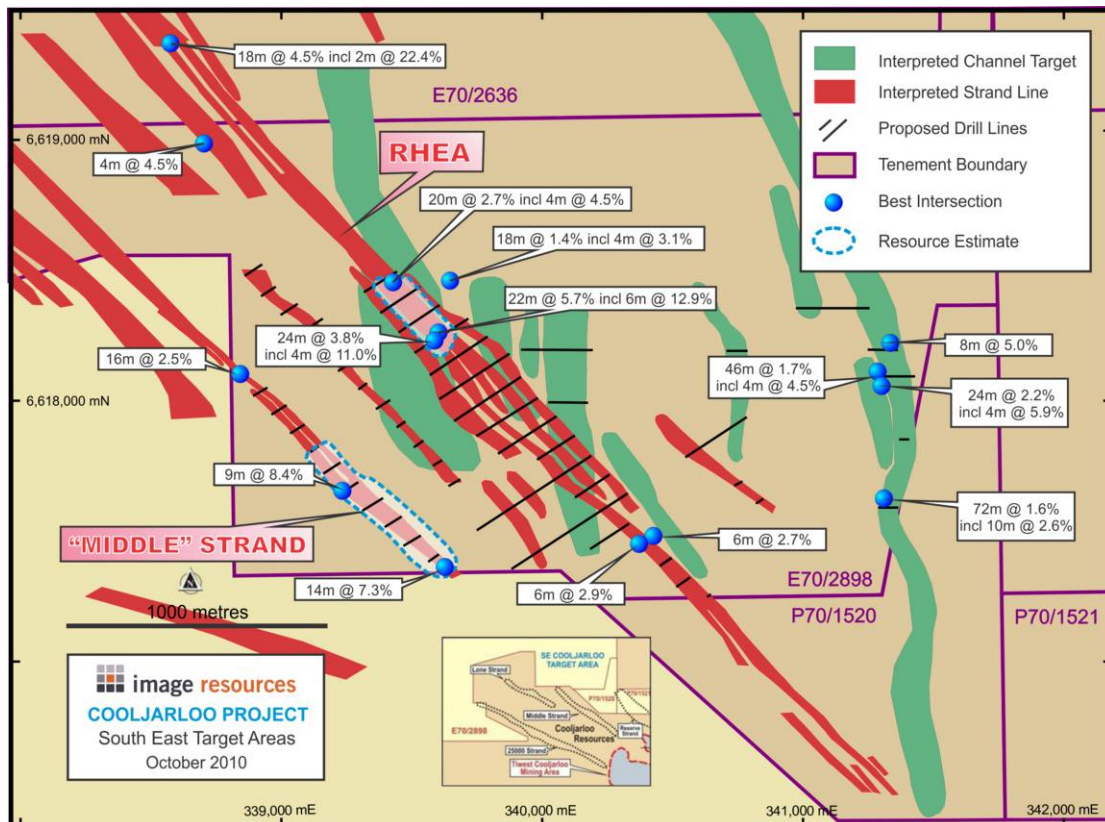 18m @ 4.5% incl 2m @ 22.4%
E70/2636
6,619,000 mN
4m @ 4.5%
RHEA
20m @ 2.7% incl 4m @ 4.5%
18m @ 1.4% incl 4m @ 3.1%
22m @ 5.7% incl 6m @ 12.9%
24m @ 3.8%
incl 4m @ 11.0%
16m @ 2.5%
6,618,000 mN
9m @ 8.4%
"MIDDLE" STRAND
14m @ 7.3%
6m @ 2.7%
6m @ 2.9%
8m @ 5.0%
46m @ 1.7%
incl 4m @ 4.5%
24m @ 2.2%
incl 4m @ 5.9%
72m @ 1.6%
incl 10m @ 2.6%
E70/2898
P70/1520
P70/1521
Interpreted Channel Target
Interpreted Strand Line
Proposed Drill Lines
Tenement Boundary
Best Intersection
Resource Estimate
1000 metres
image resources
COOLJARLOO PROJECT
South East Target Areas
October 2010
SE COOLJARLOO
TARGET AREA
Lone Strand
P70/1520
Middle Strand
Cooljarloo
Resources
Reserve
Strand
E70/2898
25000 Strand
Tiwest Cooljarloo
Mining Area
339,000 mE
340,000 mE
341,000 mE
342,000 mE